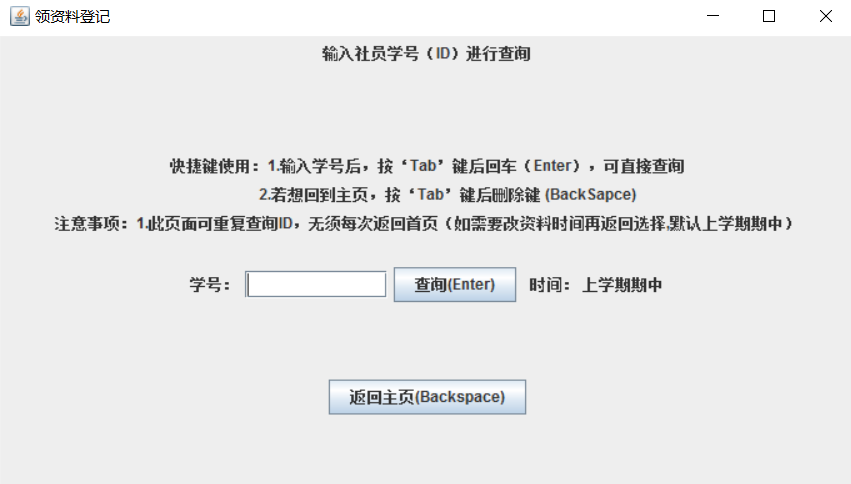 领资料登记
输入社员学号（ID）进行查询
快捷键使用：1.输入学号后，按‘Tab’键后回车（Enter），可直接查询
2.若想回到主页，按‘Tab’键后删除键 (BackSapce)
注意事项：1.此页面可重复查询ID，无须每次返回首页（如需要改资料时间再返回选择,默认上学期期中）
学号： 查询(Enter) 时间： 上学期期中
返回主页(Backspace)